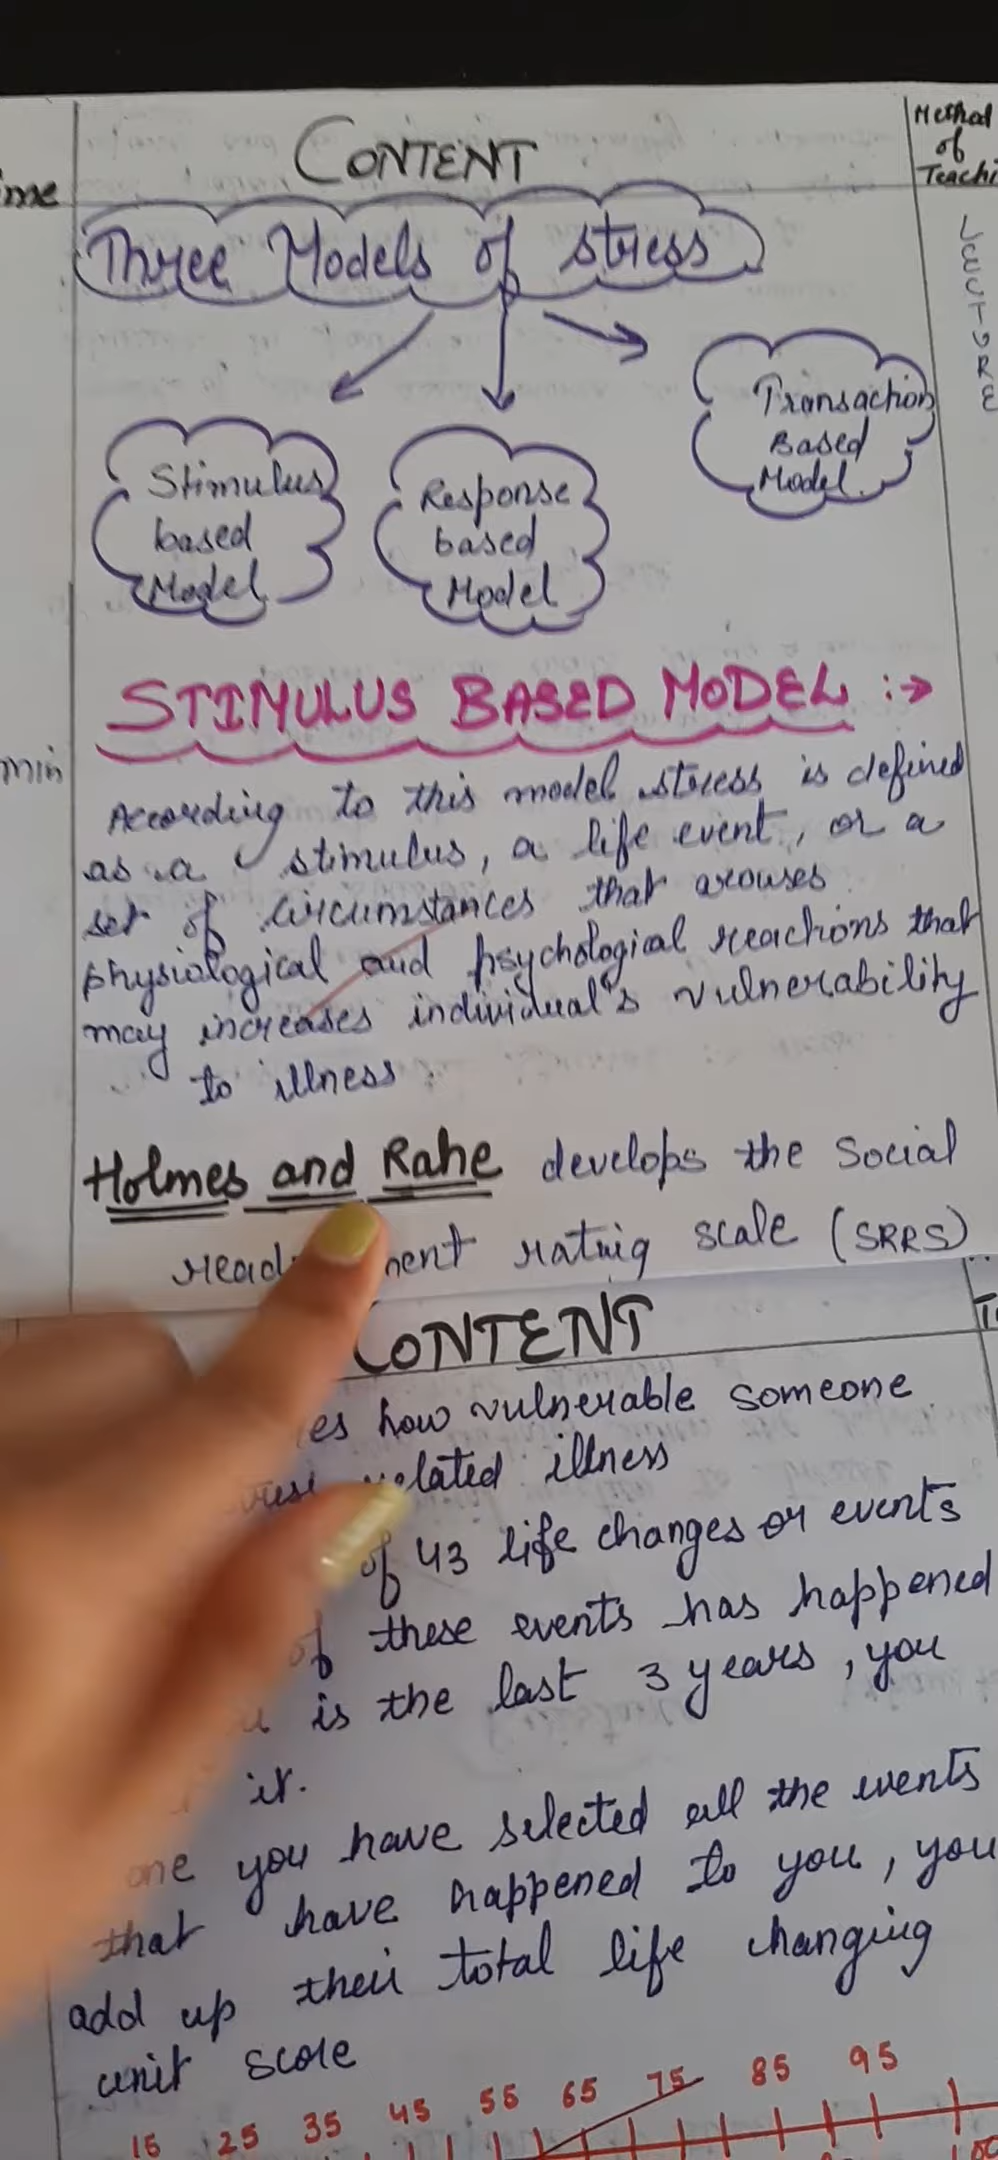 CONTENT
Method
of
Teachi
ime
LECTURE
Three Models of stress
Transaction
Based
Model.
Stimulus
based
Model
Response
based
Model
STIMULUS BASED MODEL :→
min
According to this model stress is defined
as a stimulus, a life event, or a
set of circumstances that arouses
physiological and psychological reactions that
may increases individual's vulnerability
to illness
Holmes and Rahe develops the Social
nent rating scale (SRRS)
CONTENT
es how vulnerable someone
related illness
of 43 life changes or events
of these events has happened
is the last 3 years, you
it.
one you have selected all the events
that have happened to you, you
add up their total life changing
unit score
15 25 35 45 55 65 75 85 95